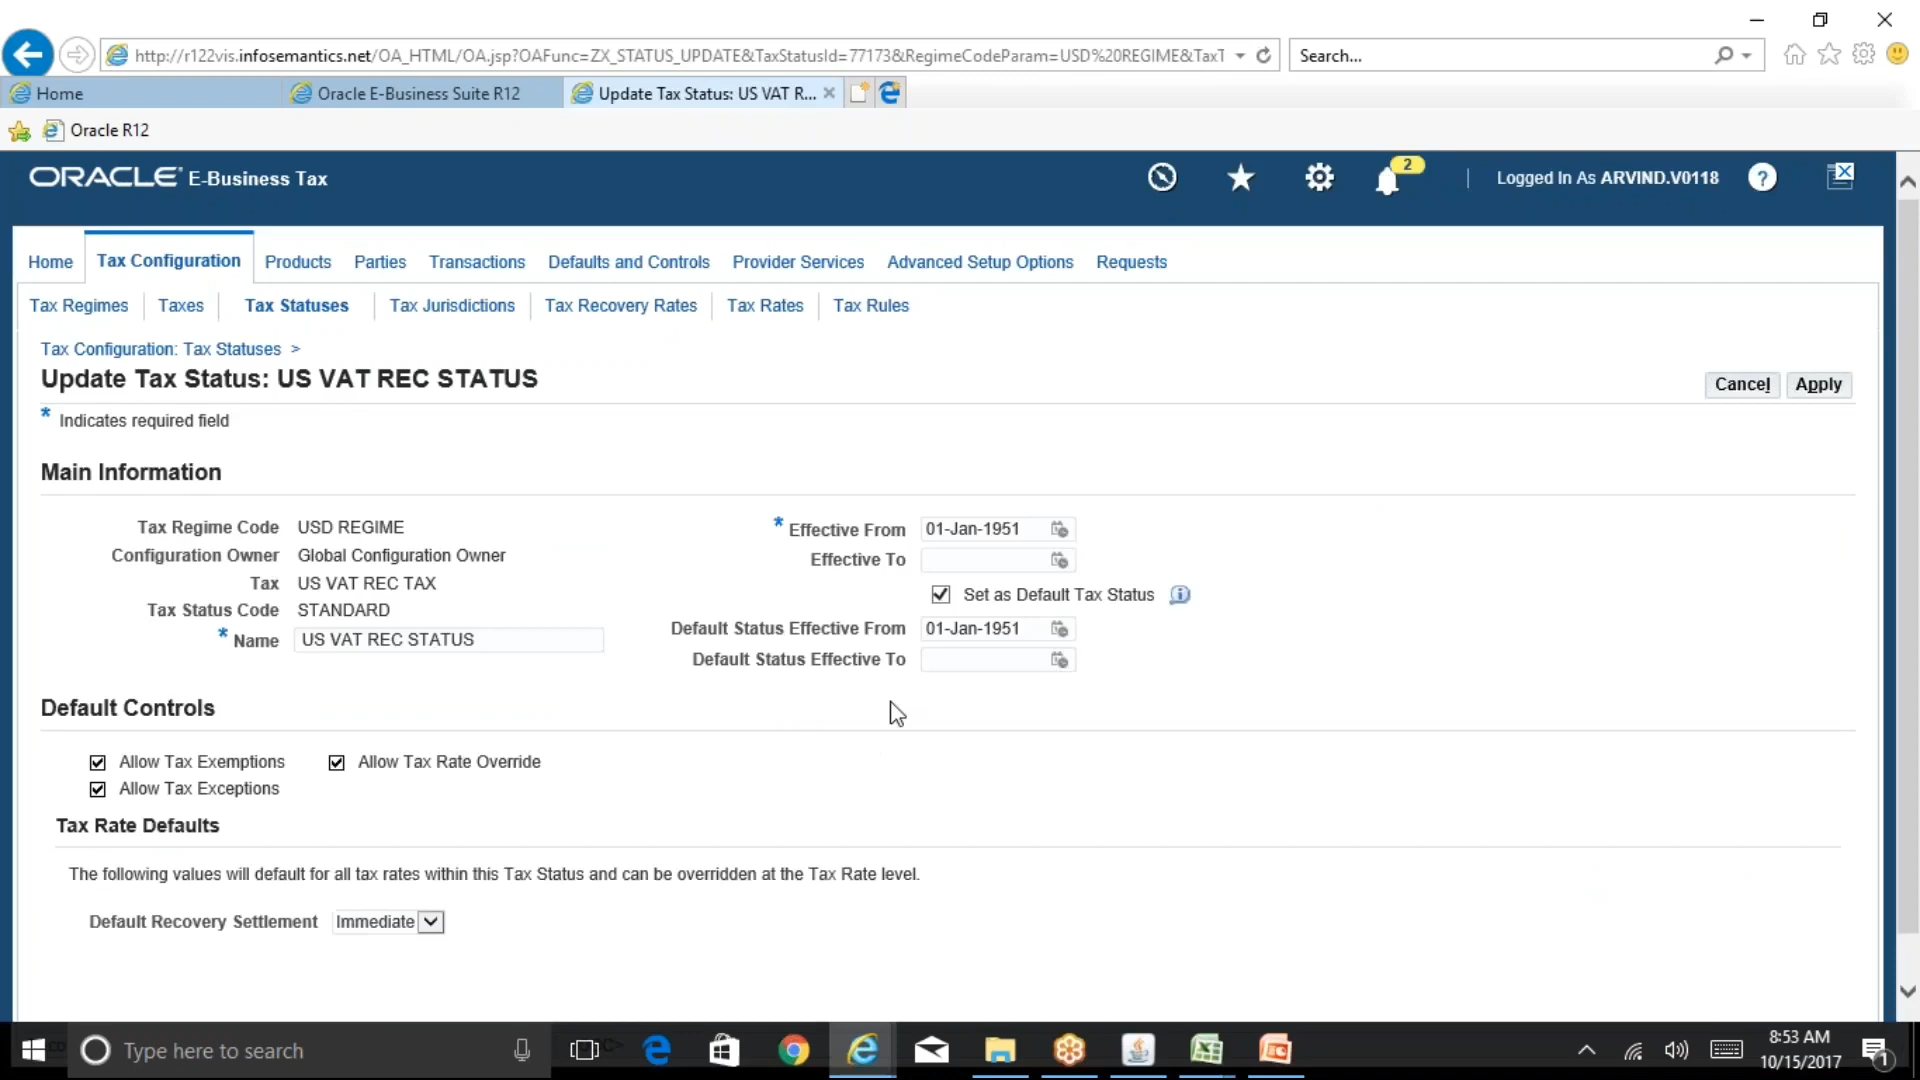 http://r122vis.infosemantics.net/OA_HTML/OA.jsp?OAFunc=ZX_STATUS_UPDATE&TaxStatusId=77173&RegimeCodeParam=USD%20REGIME&TaxT
Search...
Home
Oracle E-Business Suite R12
Update Tax Status: US VAT R...
Oracle R12
ORACLE E-Business Tax
2
Logged In As ARVIND.V0118
?
Home
Tax Configuration
Products
Parties
Transactions
Defaults and Controls
Provider Services
Advanced Setup Options
Requests
Tax Regimes
Taxes
Tax Statuses
Tax Jurisdictions
Tax Recovery Rates
Tax Rates
Tax Rules
Tax Configuration: Tax Statuses >
Update Tax Status: US VAT REC STATUS
Cancel
Apply
* Indicates required field
Main Information
Tax Regime Code USD REGIME
Configuration Owner Global Configuration Owner
Tax US VAT REC TAX
Tax Status Code STANDARD
* Name US VAT REC STATUS
* Effective From 01-Jan-1951
Effective To
Set as Default Tax Status
Default Status Effective From 01-Jan-1951
Default Status Effective To
Default Controls
Allow Tax Exemptions
Allow Tax Rate Override
Allow Tax Exceptions
Tax Rate Defaults
The following values will default for all tax rates within this Tax Status and can be overridden at the Tax Rate level.
Default Recovery Settlement Immediate
Type here to search
8:53 AM
10/15/2017
1